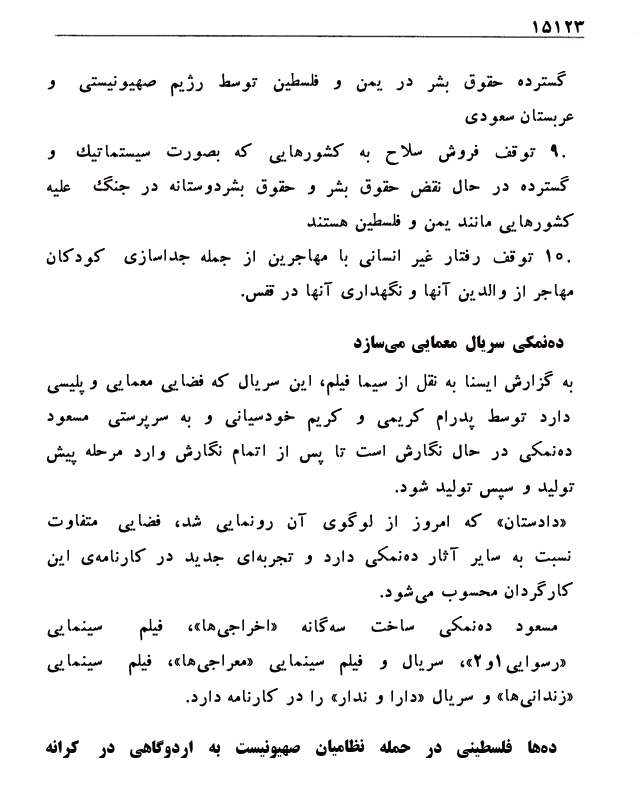 ۱۵۱۲۳
گسترده حقوق بشر در یمن و فلسطین توسط رژیم صهیونیستی و
عربستان سعودی
۹. توقف فروش سلاح به کشورهایی که بصورت سیستماتیك و
گسترده در حال نقض حقوق بشر و حقوق بشردوستانه در جنگ علیه
کشورهایی مانند یمن و فلسطین هستند
۱۰. توقف رفتار غیر انسانی با مهاجرین از جمله جداسازی کودکان
مهاجر از والدین آنها و نگهداری آنها در قفس.
ده‌نمکی سریال معمایی می‌سازد
به گزارش ایسنا به نقل از سیما فیلم، این سریال که فضایی معمایی و پلیسی
دارد توسط پدرام کریمی و کریم خودسیانی و به سرپرستی مسعود
ده‌نمکی در حال نگارش است تا پس از اتمام نگارش وارد مرحله پیش
تولید و سپس تولید شود.
«دادستان» که امروز از لوگوی آن رونمایی شد، فضایی متفاوت
نسبت به سایر آثار ده‌نمکی دارد و تجربه‌ای جدید در کارنامه‌ی این
کارگردان محسوب می‌شود.
مسعود ده‌نمکی ساخت سه‌گانه «اخراجی‌ها»، فیلم سینمایی
«رسوایی۱و۲»، سریال و فیلم سینمایی «معراجی‌ها»، فیلم سینمایی
«زندانی‌ها» و سریال «دارا و ندار» را در کارنامه دارد.
ده‌ها فلسطینی در حمله نظامیان صهیونیست به اردوگاهی در کرانه